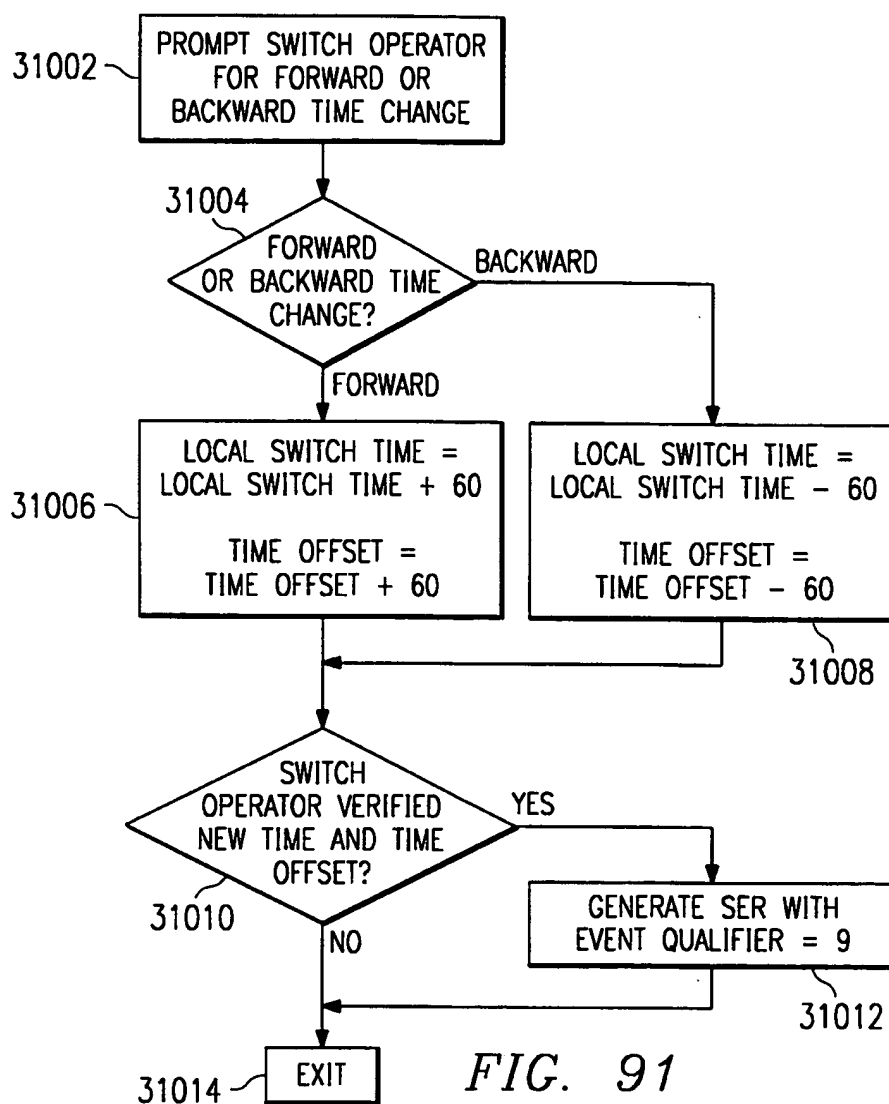 31002
PROMPT SWITCH OPERATOR
FOR FORWARD OR
BACKWARD TIME CHANGE
31004
FORWARD
OR BACKWARD TIME
CHANGE?
BACKWARD
FORWARD
31006
LOCAL SWITCH TIME =
LOCAL SWITCH TIME + 60
TIME OFFSET =
TIME OFFSET + 60
LOCAL SWITCH TIME =
LOCAL SWITCH TIME – 60
TIME OFFSET =
TIME OFFSET – 60
31008
SWITCH
OPERATOR VERIFIED
NEW TIME AND TIME
OFFSET?
YES
31010
NO
GENERATE SER WITH
EVENT QUALIFIER = 9
31012
31014
EXIT
FIG. 91